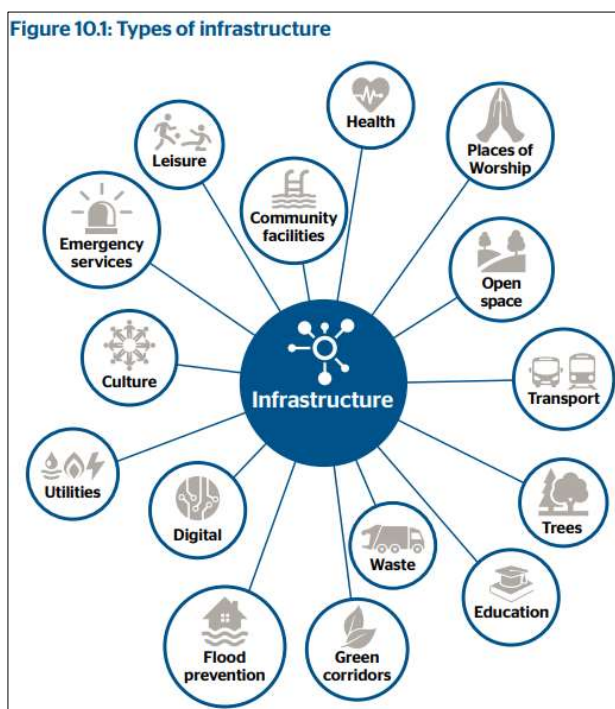 Figure 10.1: Types of infrastructure
Health
Leisure
Places of
Worship
Community
facilities
Emergency
services
Open
space
Culture
Infrastructure
Transport
Utilities
Digital
Trees
Waste
Education
Flood
prevention
Green
corridors